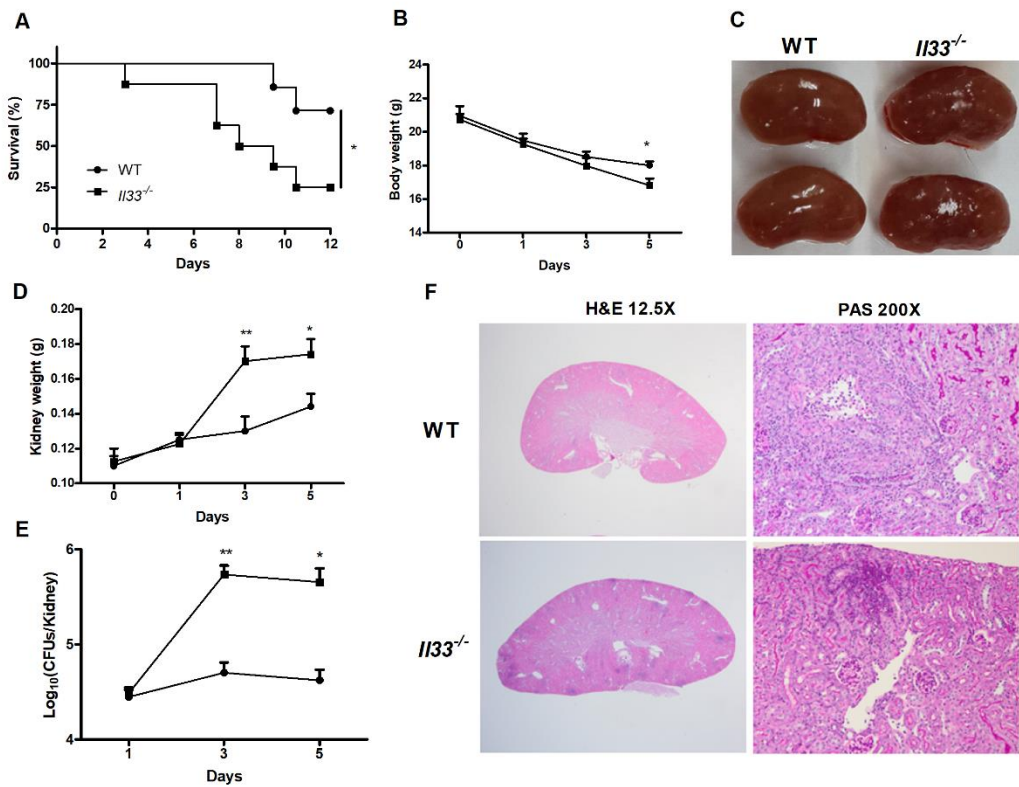 A
Survival (%)
100
75
50
25
0
WT
Il33-/-
*
0 2 4 6 8 10 12
Days
B
Body weight (g)
22
20
18
16
14
*
0 1 3 5
Days
C
WT Il33-/-
D
Kidney weight (g)
0.20
0.18
0.16
0.14
0.12
0.10
** *
0 1 3 5
Days
E
Log10(CFUs/Kidney)
6
5
4
** *
1 3 5
Days
F
H&E 12.5X PAS 200X
WT
Il33-/-